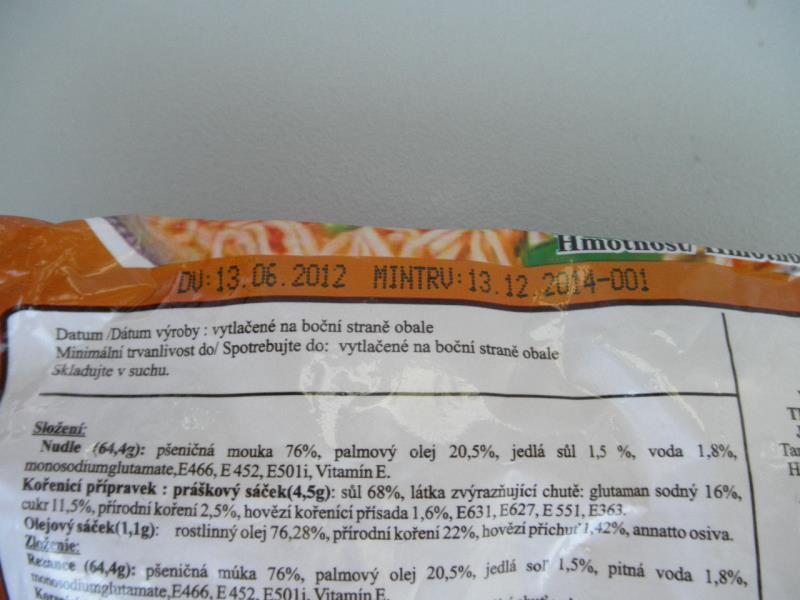 Hmotnosť/
DV:13.06.2012 MINTRV:13.12.2014-001
Datum /Dátum výroby : vytlačené na boční straně obale
Minimální trvanlivost do/ Spotrebujte do: vytlačené na boční straně obale
Skladujte v suchu.
Složení:
Nudle (64,4g): pšeničná mouka 76%, palmový olej 20,5%, jedlá sůl 1,5 %, voda 1,8%,
monosodiumglutamate,E466, E 452, E501i, Vitamín E.
Kořenicí přípravek : práškový sáček(4,5g): sůl 68%, látka zvýrazňující chutě: glutaman sodný 16%,
cukr 11,5%, přírodní koření 2,5%, hovězí kořenící přísada 1,6%, E631, E627, E 551, E363.
Olejový sáček(1,1g): rostlinný olej 76,28%, přírodní koření 22%, hovězí příchuť 1,42%, annatto osiva.
Zloženie:
Rezance (64,4g): pšeničná múka 76%, palmový olej 20,5%, jedlá soľ 1,5%, pitná voda 1,8%,
monosodiumglutamate,E466, E 452, E501i, Vitamín E.